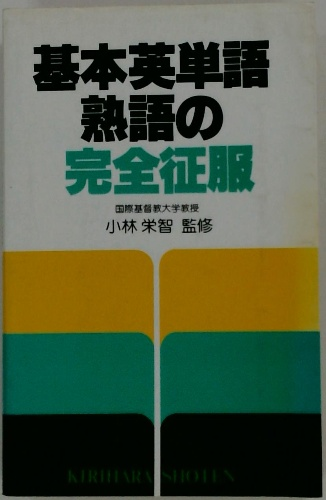 基本英単語
熟語の
完全征服
国際基督教大学教授
小林 栄智 監修
KIRIHARA SHOTEN